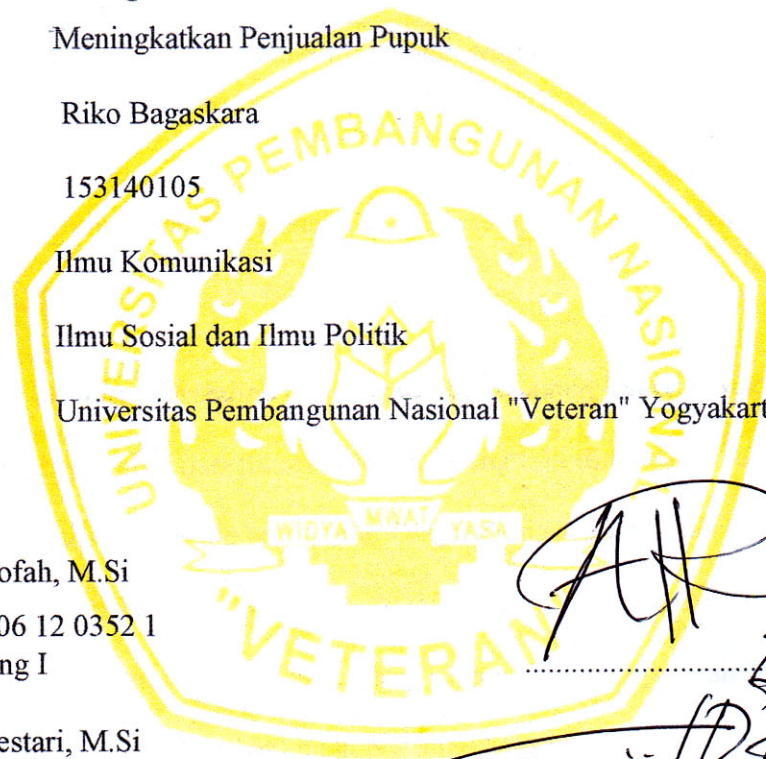 Meningkatkan Penjualan Pupuk
Riko Bagaskara
153140105
Ilmu Komunikasi
Ilmu Sosial dan Ilmu Politik
Universitas Pembangunan Nasional "Veteran" Yogyakart
UNIVERSITAS PEMBANGUNAN NASIONAL
WIDYA MWAT YASA
"VETERAN"
ofah, M.Si
06 12 0352 1
ng I
estari, M.Si